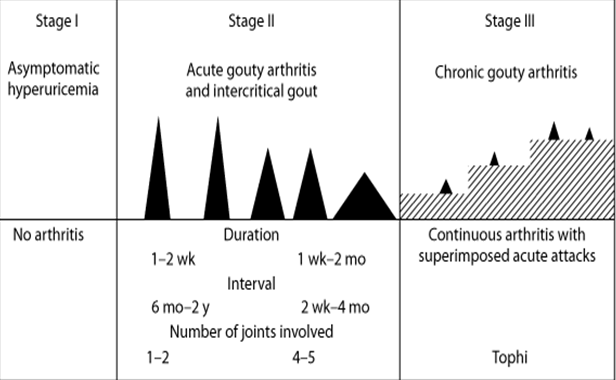 Stage I
Stage II
Stage III
Asymptomatic
hyperuricemia
Acute gouty arthritis
and intercritical gout
Chronic gouty arthritis
No arthritis
Duration
1–2 wk 1 wk–2 mo
Interval
6 mo–2 y 2 wk–4 mo
Number of joints involved
1–2 4–5
Continuous arthritis with
superimposed acute attacks
Tophi